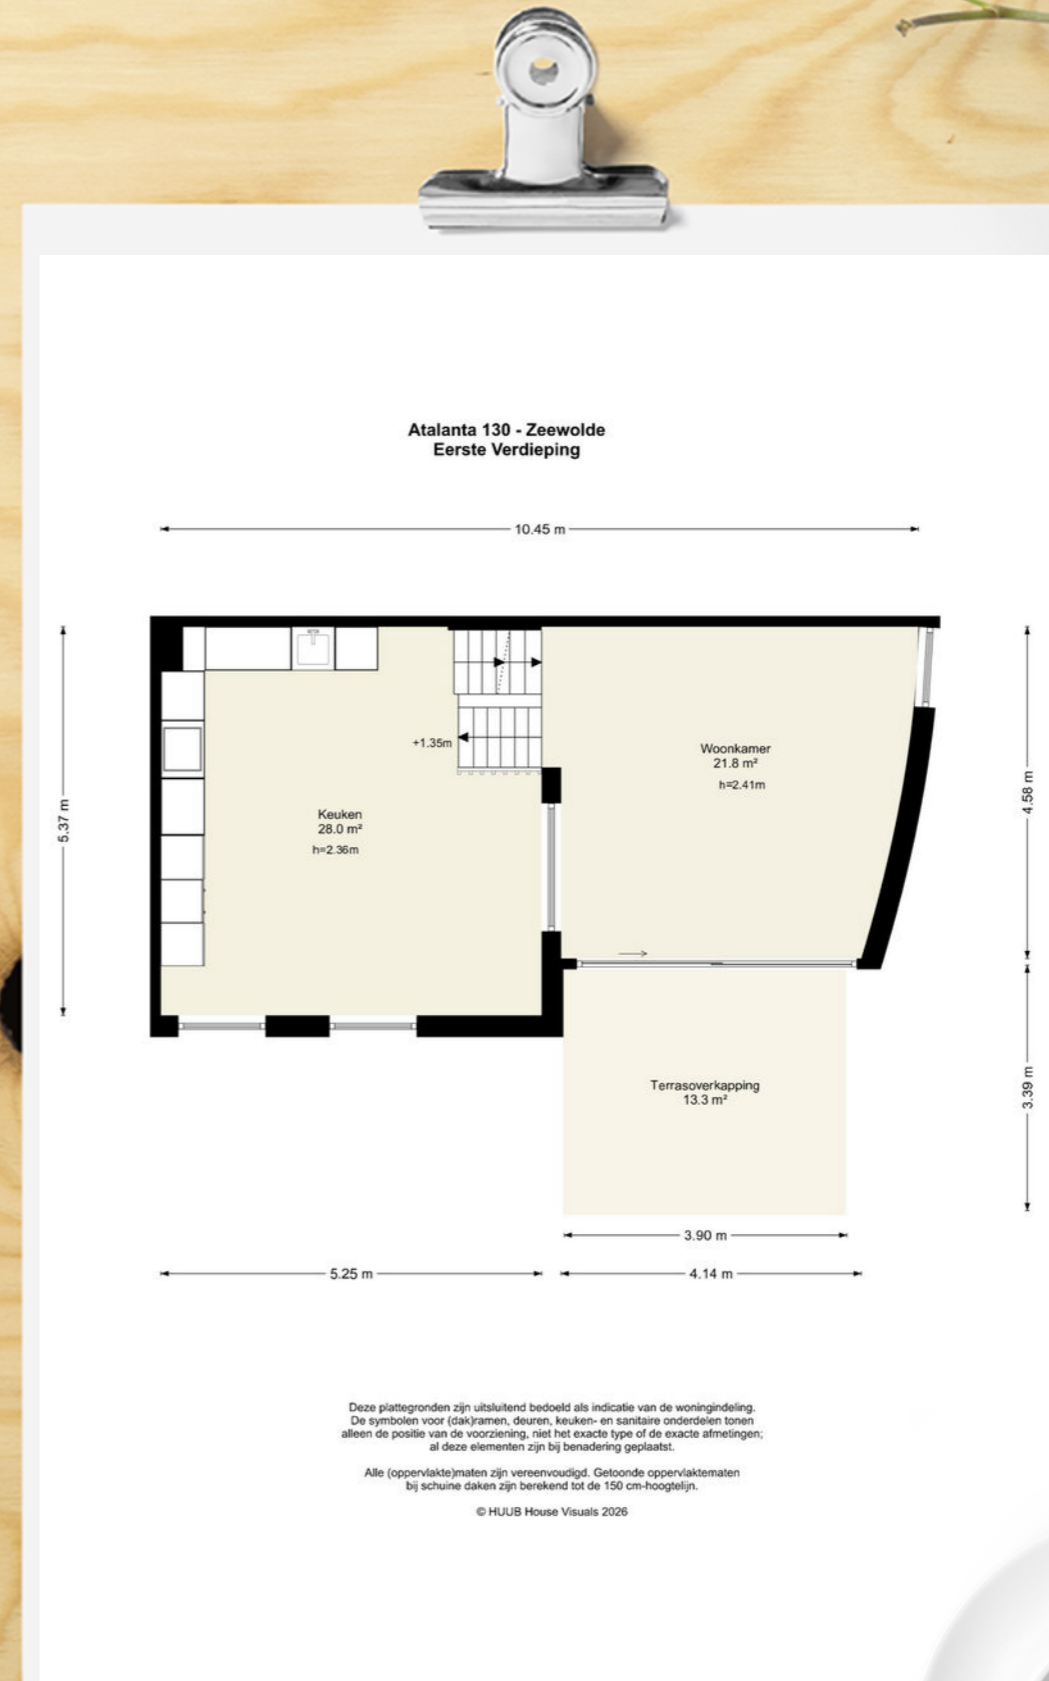 Atalanta 130 - Zeewolde
Eerste Verdieping
10.45 m
5.37 m
4.58 m
+1.35m
Woonkamer
21.8 m²
h=2.41m
Keuken
28.0 m²
h=2.36m
Terrasoverkapping
13.3 m²
3.39 m
3.90 m
5.25 m
4.14 m
Deze plattegronden zijn uitsluitend bedoeld als indicatie van de woningindeling.
De symbolen voor (dak)ramen, deuren, keuken- en sanitaire onderdelen tonen
alleen de positie van de voorziening, niet het exacte type of de exacte afmetingen;
al deze elementen zijn bij benadering geplaatst.
Alle (oppervlakte)maten zijn vereenvoudigd. Getoonde oppervlaktematen
bij schuine daken zijn berekend tot de 150 cm-hoogtelijn.
© HUUB House Visuals 2026